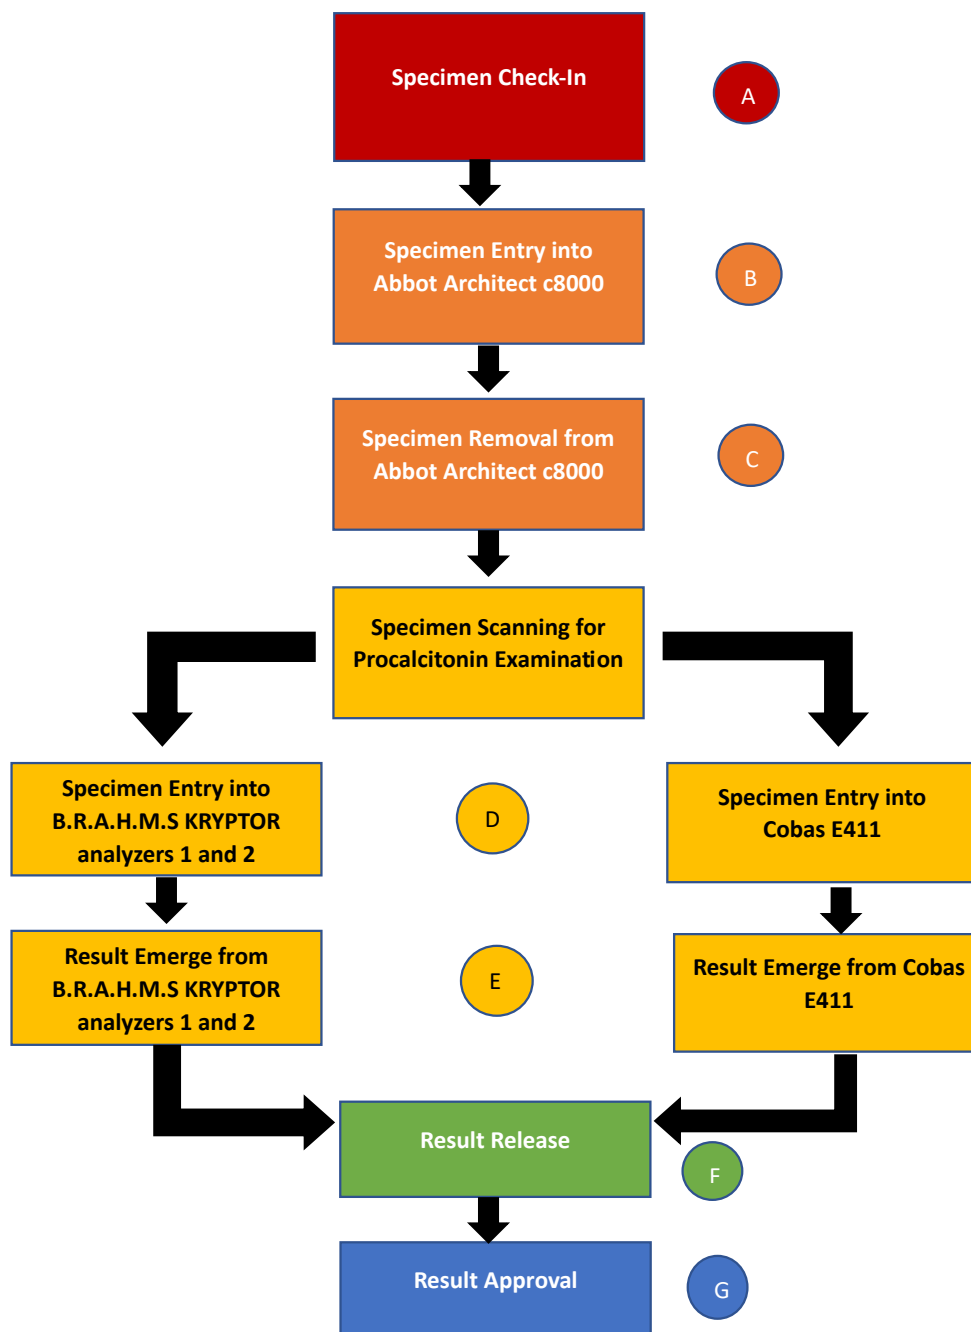 Specimen Check-In
A
Specimen Entry into
Abbot Architect c8000
B
Specimen Removal from
Abbot Architect c8000
C
Specimen Scanning for
Procalcitonin Examination
Specimen Entry into
B.R.A.H.M.S KRYPTOR
analyzers 1 and 2
D
Specimen Entry into
Cobas E411
Result Emerge from
B.R.A.H.M.S KRYPTOR
analyzers 1 and 2
E
Result Emerge from Cobas
E411
Result Release
F
Result Approval
G